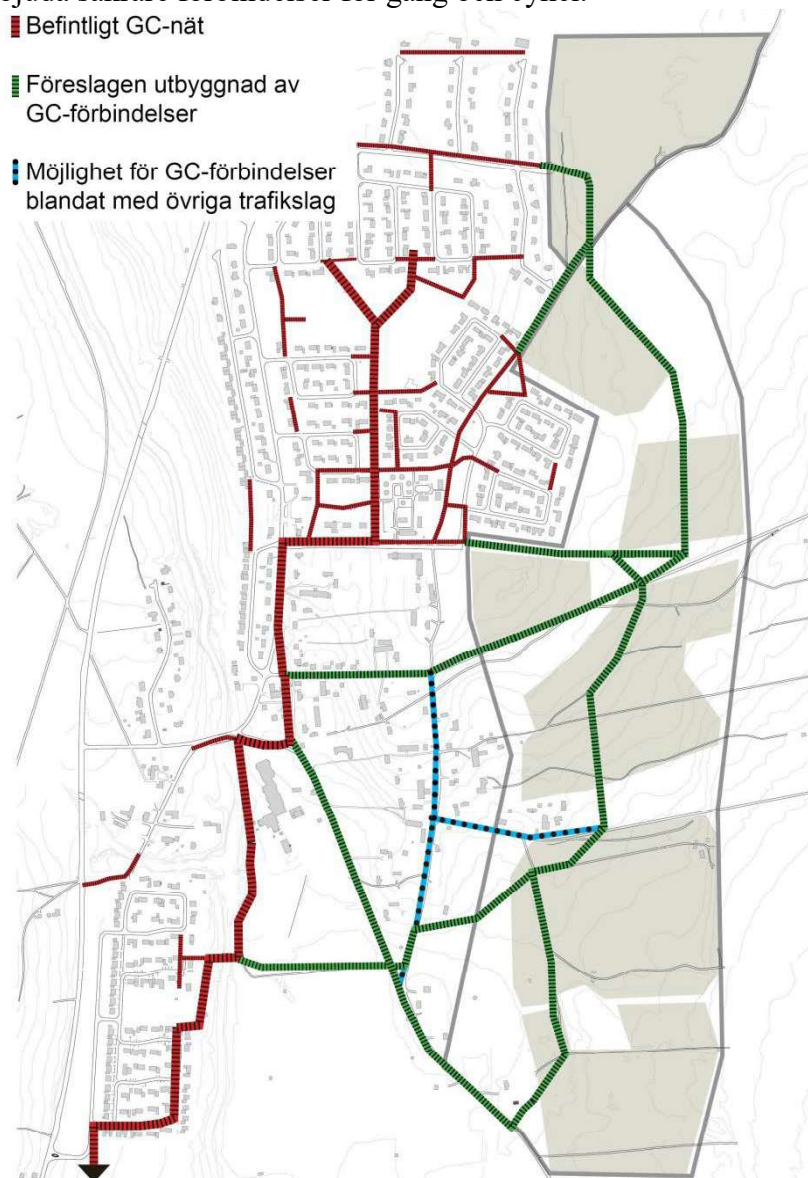 Befintligt GC-nät
Föreslagen utbyggnad av
GC-förbindelser
Möjlighet för GC-förbindelser
blandat med övriga trafikslag